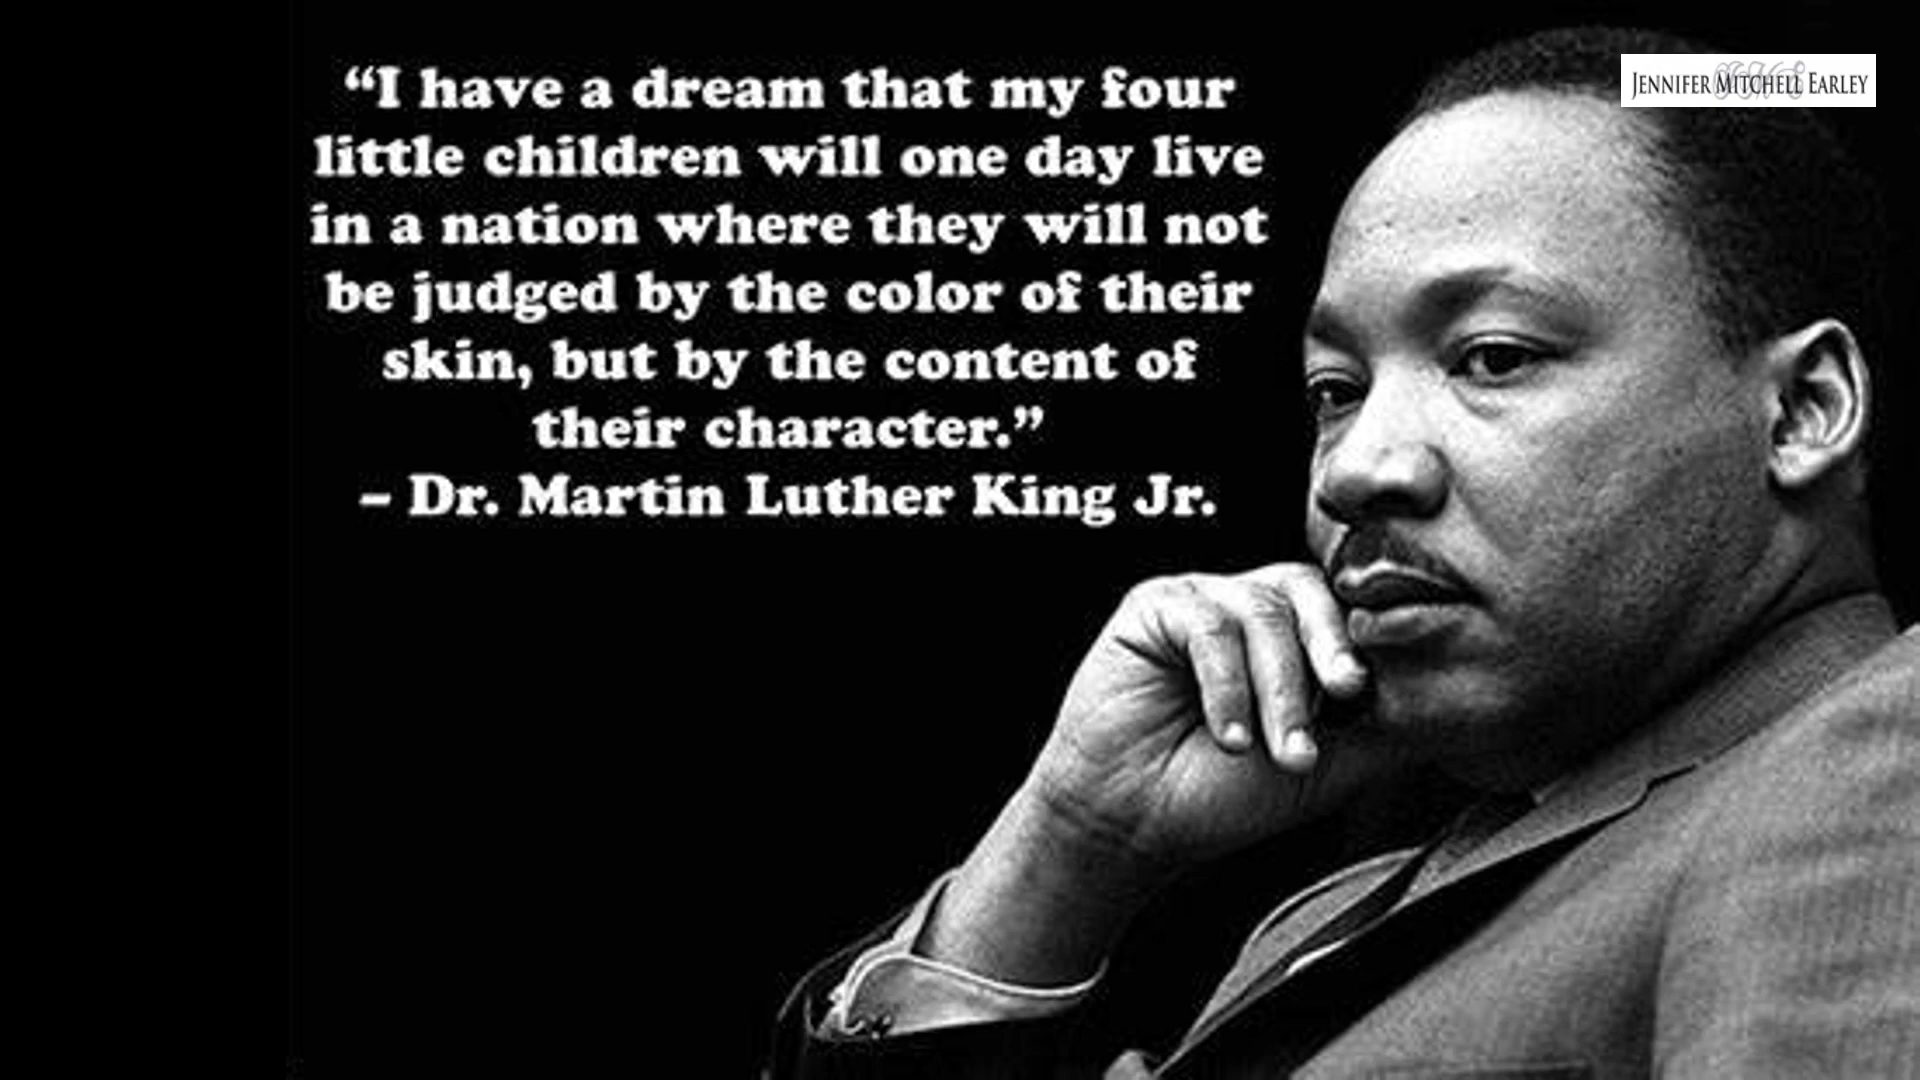 “I have a dream that my four
little children will one day live
in a nation where they will not
be judged by the color of their
skin, but by the content of
their character.”
– Dr. Martin Luther King Jr.
JENNIFER MITCHELL EARLEY